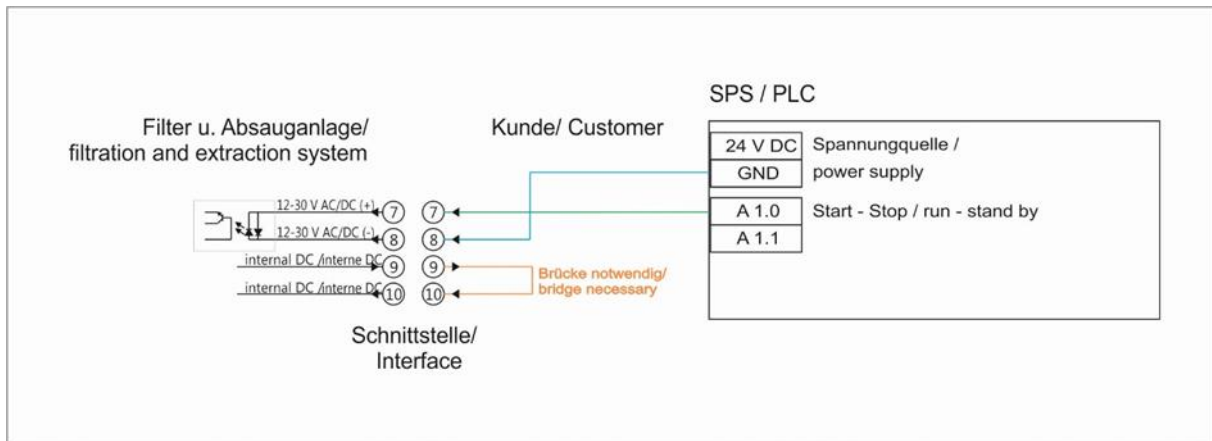 SPS / PLC
Filter u. Absauganlage/
filtration and extraction system
Kunde/ Customer
24 V DC
Spannungquelle /
GND
power supply
12-30 V AC/DC (+)
7
7
A 1.0
Start - Stop / run - stand by
12-30 V AC/DC (-)
8
8
A 1.1
internal DC /interne DC
9
9
Brücke notwendig/
bridge necessary
internal DC /interne DC
10
10
Schnittstelle/
Interface